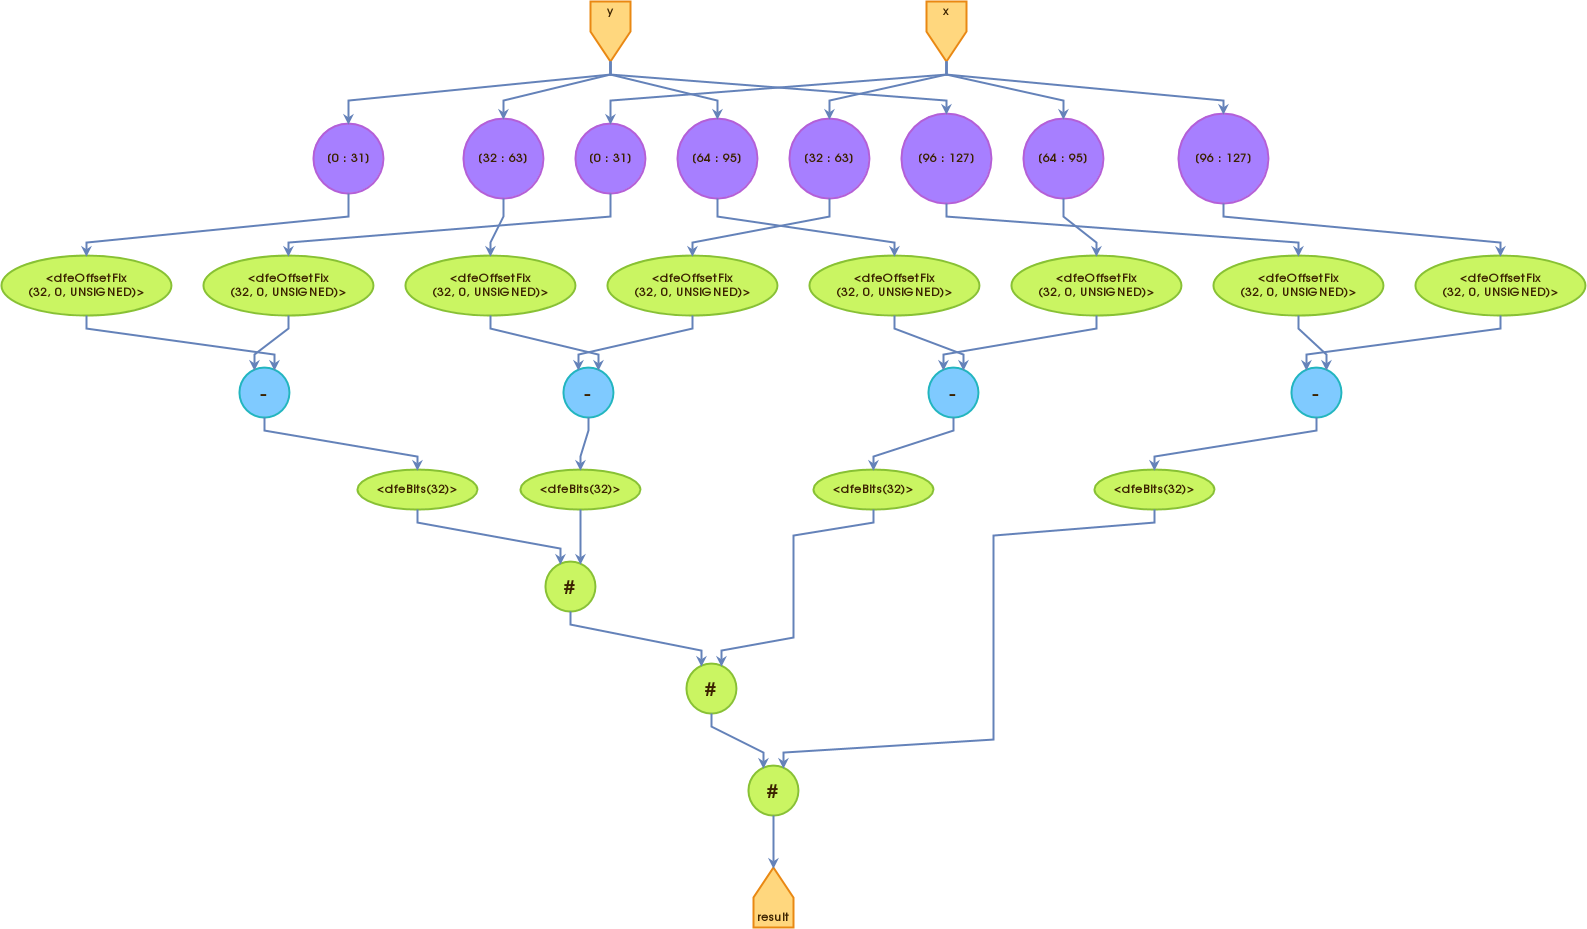 y
x
[0 : 31]
[32 : 63]
[0 : 31]
[64 : 95]
[32 : 63]
[96 : 127]
[64 : 95]
[96 : 127]
<dfeOffsetFix
(32, 0, UNSIGNED)>
<dfeOffsetFix
(32, 0, UNSIGNED)>
<dfeOffsetFix
(32, 0, UNSIGNED)>
<dfeOffsetFix
(32, 0, UNSIGNED)>
<dfeOffsetFix
(32, 0, UNSIGNED)>
<dfeOffsetFix
(32, 0, UNSIGNED)>
<dfeOffsetFix
(32, 0, UNSIGNED)>
<dfeOffsetFix
(32, 0, UNSIGNED)>
-
-
-
-
<dfeBits(32)>
<dfeBits(32)>
<dfeBits(32)>
<dfeBits(32)>
#
#
#
result